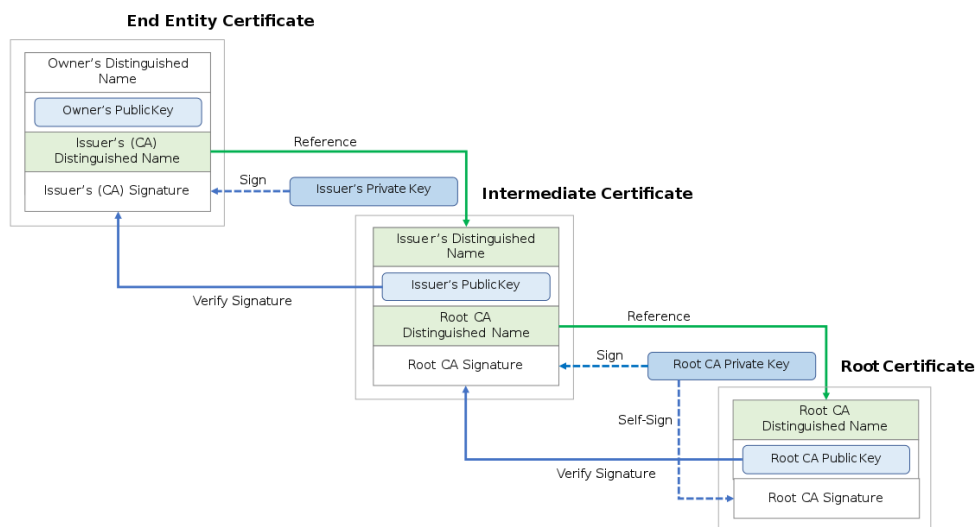 End Entity Certificate
Owner's Distinguished
Name
Owner's PublicKey
Issuer's (CA)
Distinguished Name
Issuer's (CA) Signature
Reference
Sign
Issuer's Private Key
Verify Signature
Intermediate Certificate
Issuer's Distinguished
Name
Issuer's PublicKey
Root CA
Distinguished Name
Root CA Signature
Reference
Sign
Root CA Private Key
Self-Sign
Verify Signature
Root Certificate
Root CA
Distinguished Name
Root CA PublicKey
Root CA Signature